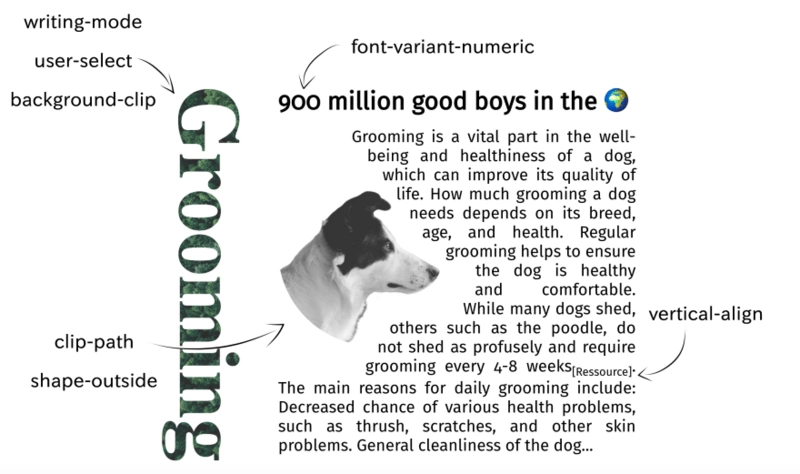 writing-mode
user-select
background-clip
font-variant-numeric
Grooming
900 million good boys in the 🌍
Grooming is a vital part in the well-
being and healthiness of a dog,
which can improve its quality of
life. How much grooming a dog
needs depends on its breed,
age, and health. Regular
grooming helps to ensure
the dog is healthy
and comfortable.
While many dogs shed,
others such as the poodle, do
not shed as profusely and require
grooming every 4-8 weeks[Ressource].
The main reasons for daily grooming include:
Decreased chance of various health problems,
such as thrush, scratches, and other skin
problems. General cleanliness of the dog...
clip-path
shape-outside
vertical-align